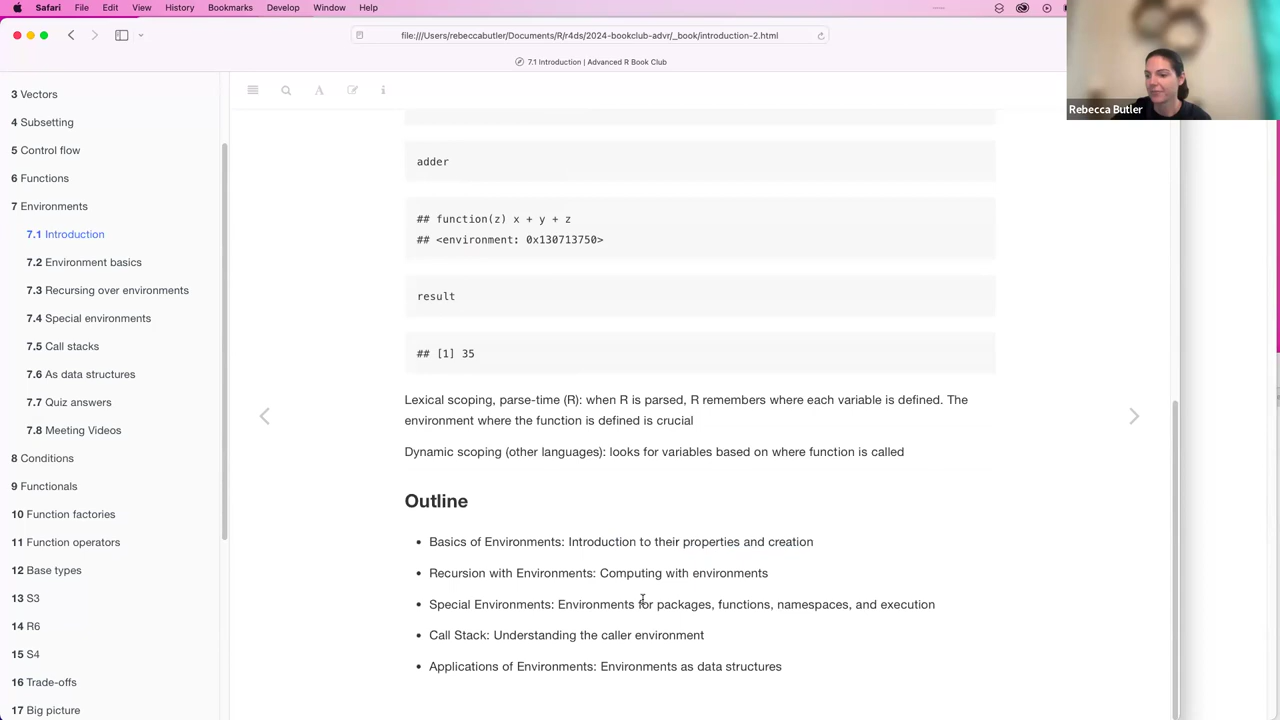 Safari File Edit View History Bookmarks Develop Window Help
file:///Users/rebeccabutler/Documents/R/r4ds/2024-bookclub-advr/_book/introduction-2.html
7.1 Introduction | Advanced R Book Club
Rebecca Butler
3 Vectors
4 Subsetting
5 Control flow
6 Functions
7 Environments
7.1 Introduction
7.2 Environment basics
7.3 Recursing over environments
7.4 Special environments
7.5 Call stacks
7.6 As data structures
7.7 Quiz answers
7.8 Meeting Videos
8 Conditions
9 Functionals
10 Function factories
11 Function operators
12 Base types
13 S3
14 R6
15 S4
16 Trade-offs
17 Big picture
A
i
adder
## function(z) x + y + z
## <environment: 0x130713750>
result
## [1] 35
Lexical scoping, parse-time (R): when R is parsed, R remembers where each variable is defined. The
environment where the function is defined is crucial
Dynamic scoping (other languages): looks for variables based on where function is called
Outline
• Basics of Environments: Introduction to their properties and creation
• Recursion with Environments: Computing with environments
• Special Environments: Environments for packages, functions, namespaces, and execution
• Call Stack: Understanding the caller environment
• Applications of Environments: Environments as data structures